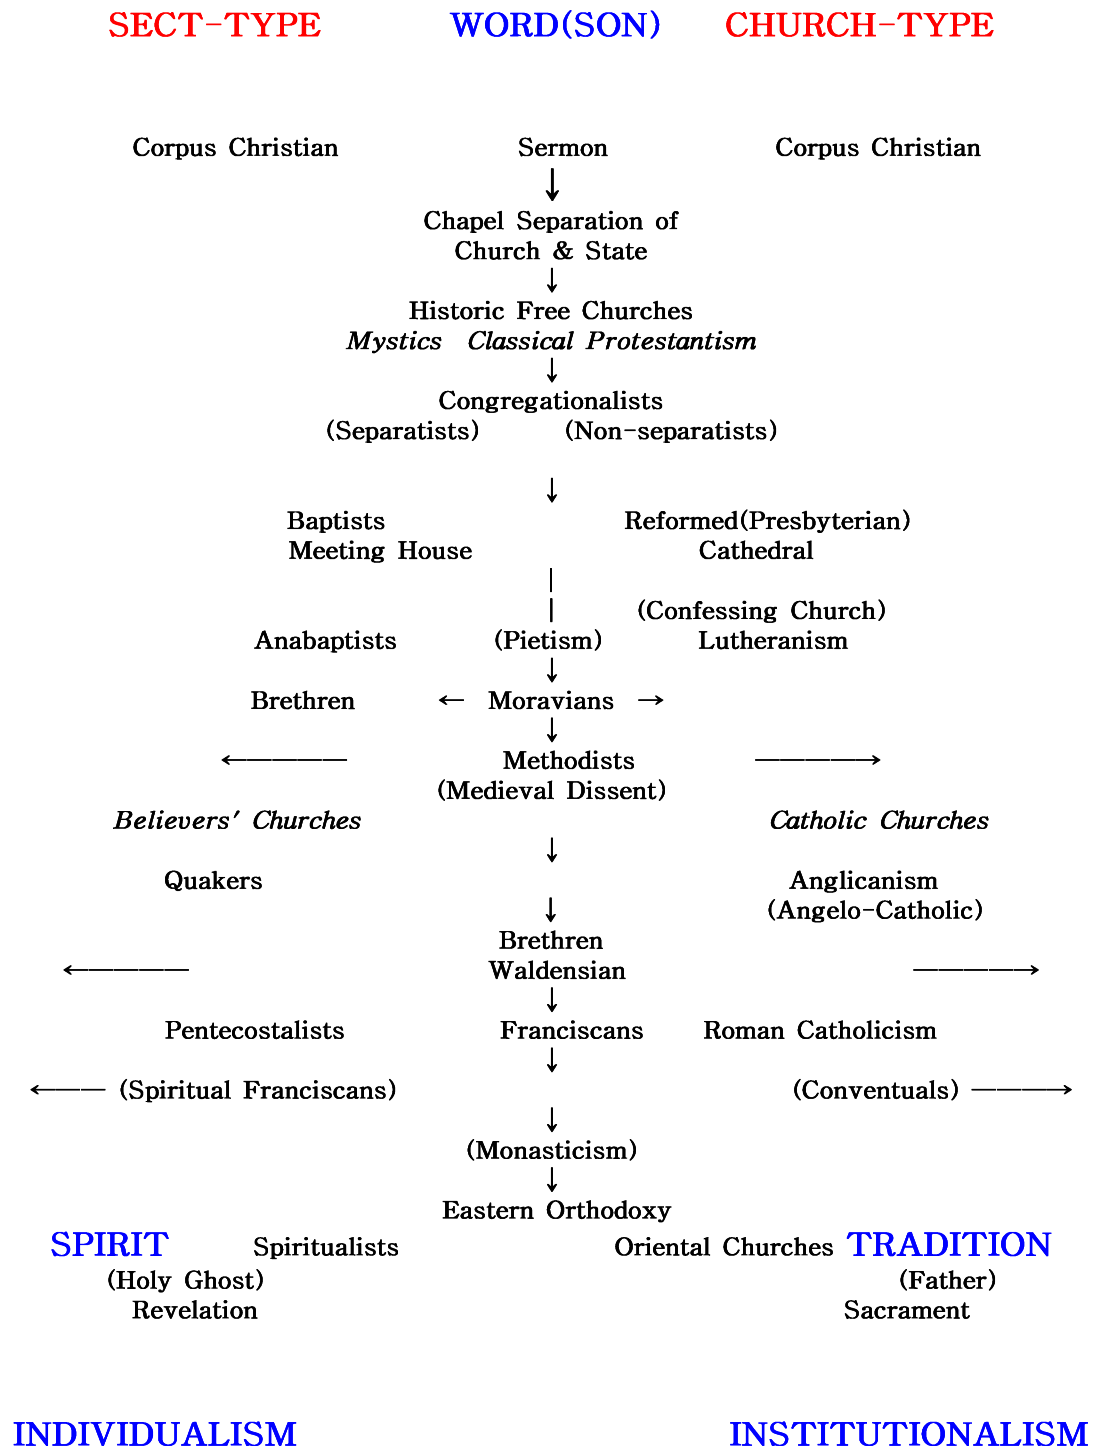 SECT-TYPE WORD(SON) CHURCH-TYPE
Corpus Christian Sermon Corpus Christian
↓
Chapel Separation of
Church & State
↓
Historic Free Churches
Mystics Classical Protestantism
↓
Congregationalists
(Separatists) (Non-separatists)
↓
Baptists Reformed(Presbyterian)
Meeting House Cathedral
|
| (Confessing Church)
Anabaptists (Pietism) Lutheranism
↓
Brethren ← Moravians →
↓
←———— Methodists ————→
(Medieval Dissent)
Believers' Churches Catholic Churches
↓
Quakers Anglicanism
↓ (Angelo-Catholic)
Brethren
←———— Waldensian ————→
↓
Pentecostalists Franciscans Roman Catholicism
↓
←—— (Spiritual Franciscans) (Conventuals) ———→
↓
(Monasticism)
↓
Eastern Orthodoxy
SPIRIT Spiritualists Oriental Churches TRADITION
(Holy Ghost) (Father)
Revelation Sacrament
INDIVIDUALISM INSTITUTIONALISM